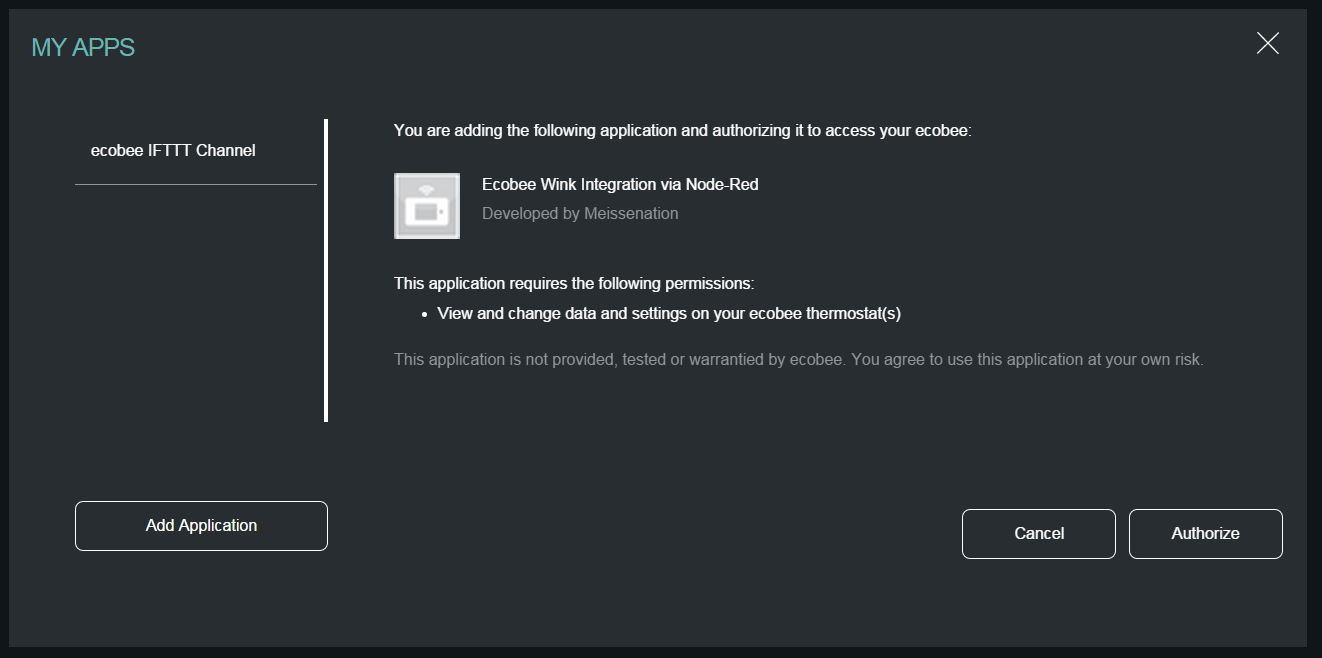 MY APPS
ecobee IFTTT Channel
You are adding the following application and authorizing it to access your ecobee:
Ecobee Wink Integration via Node-Red
Developed by Meissenation
This application requires the following permissions:
• View and change data and settings on your ecobee thermostat(s)
This application is not provided, tested or warrantied by ecobee. You agree to use this application at your own risk.
Add Application
Cancel
Authorize